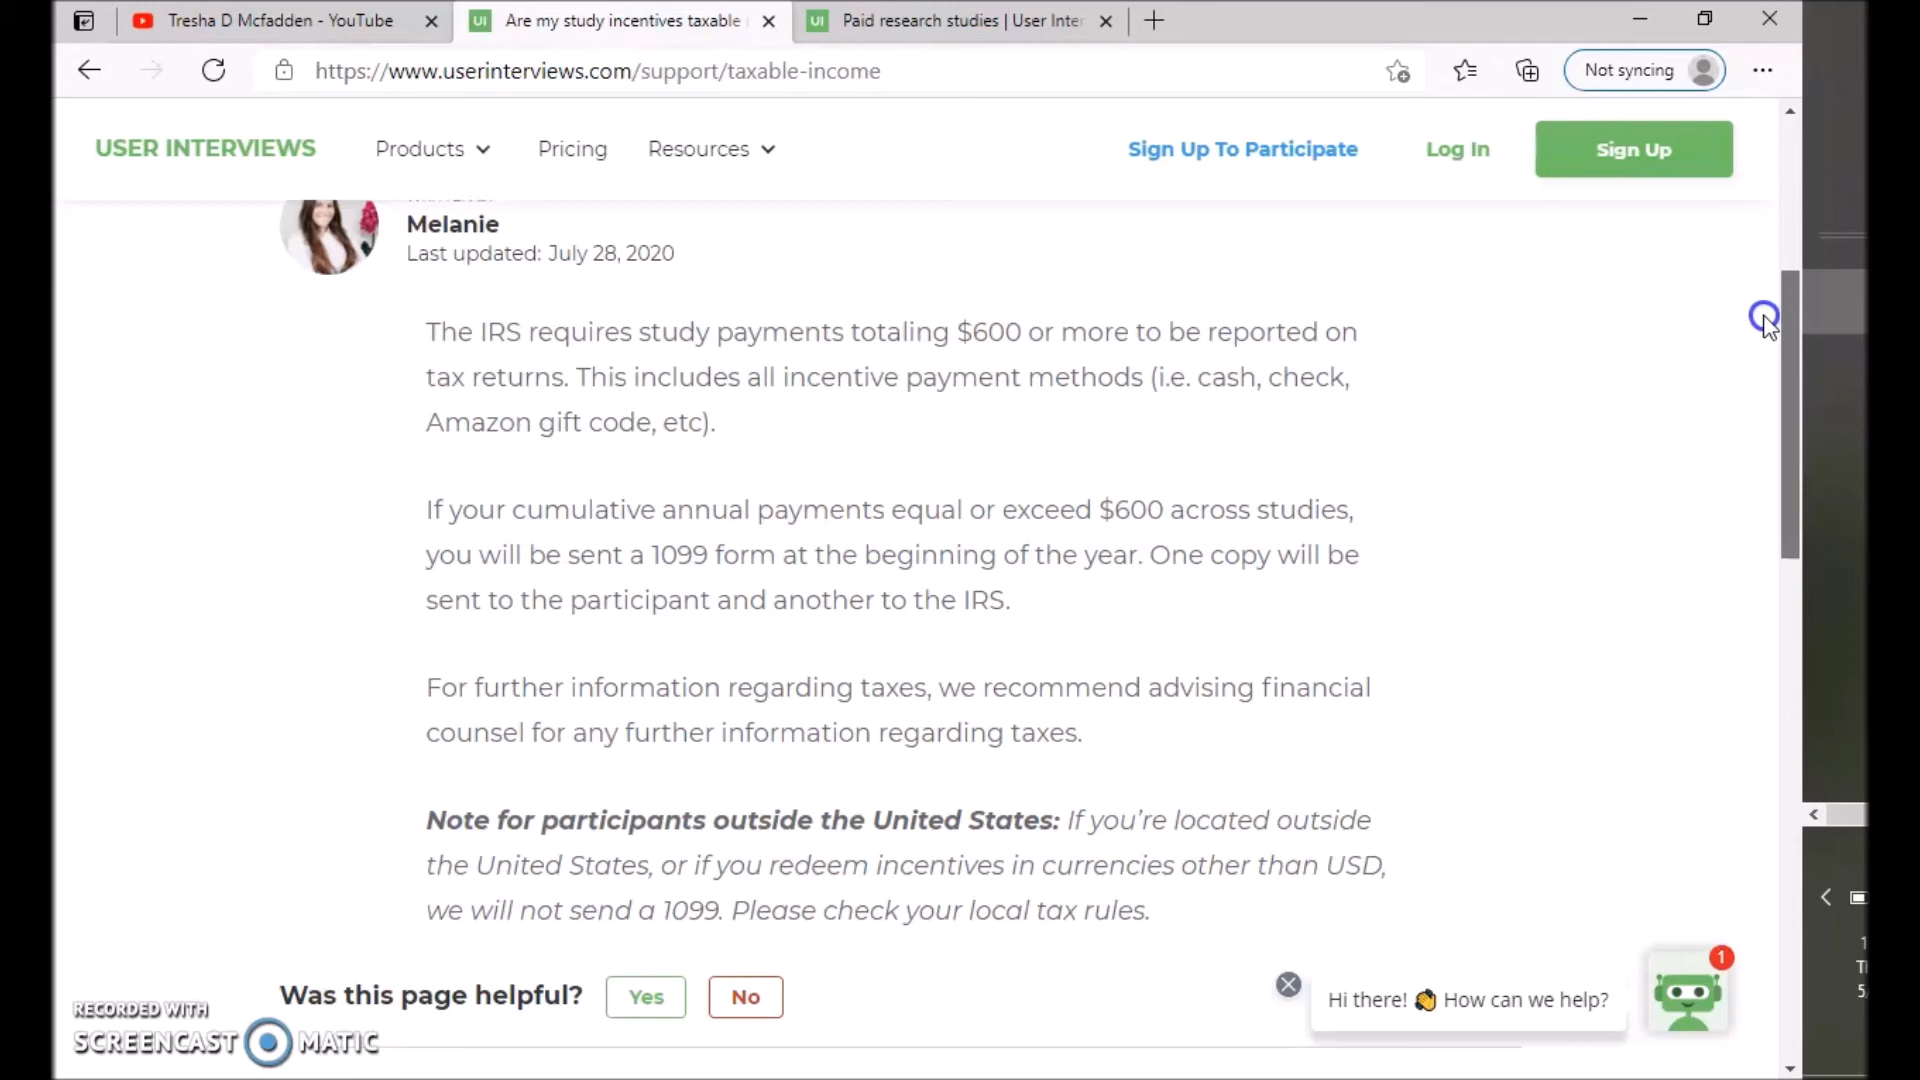 Tresha D Mcfadden - YouTube
Are my study incentives taxable
Paid research studies | User Inter
https://www.userinterviews.com/support/taxable-income
Not syncing
USER INTERVIEWS
Products
Pricing
Resources
Sign Up To Participate
Log In
Sign Up
Melanie
Last updated: July 28, 2020
The IRS requires study payments totaling $600 or more to be reported on
tax returns. This includes all incentive payment methods (i.e. cash, check,
Amazon gift code, etc).
If your cumulative annual payments equal or exceed $600 across studies,
you will be sent a 1099 form at the beginning of the year. One copy will be
sent to the participant and another to the IRS.
For further information regarding taxes, we recommend advising financial
counsel for any further information regarding taxes.
Note for participants outside the United States: If you’re located outside
the United States, or if you redeem incentives in currencies other than USD,
we will not send a 1099. Please check your local tax rules.
Was this page helpful?
Yes
No
Hi there! 👏 How can we help?
1
RECORDED WITH
SCREENCAST MATIC